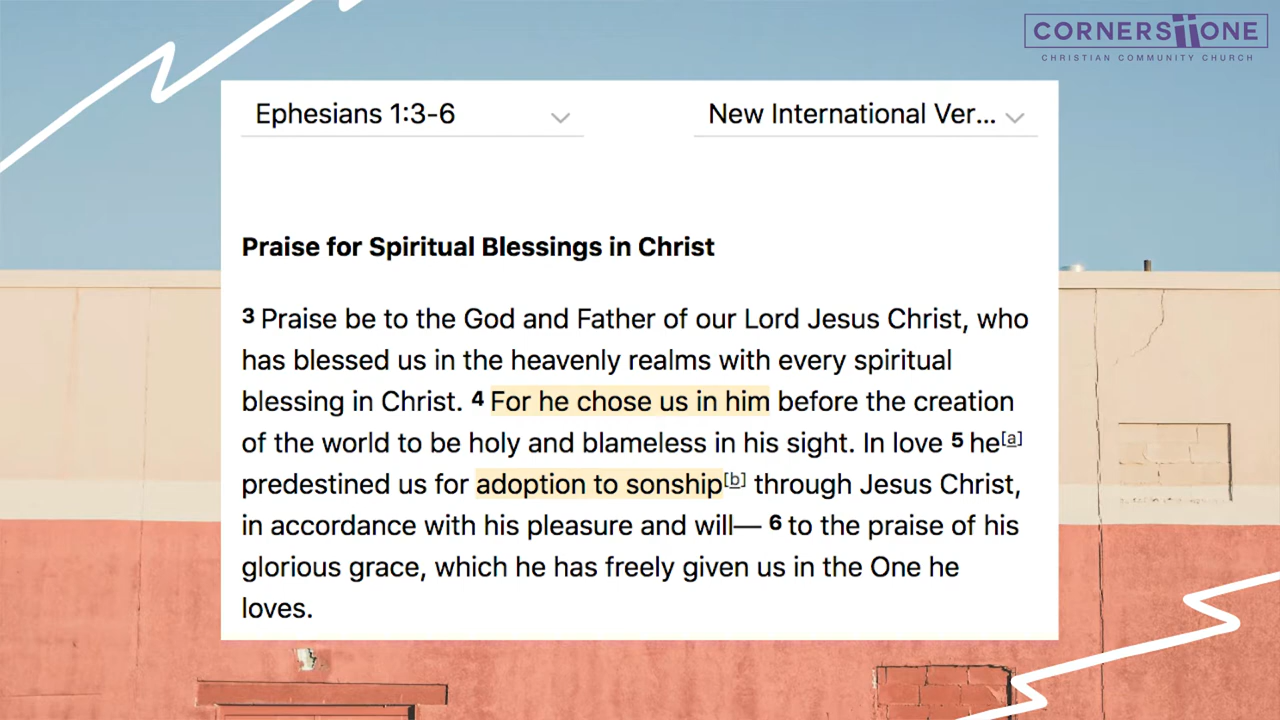 CORNERSTONE
CHRISTIAN COMMUNITY CHURCH
Ephesians 1:3-6
New International Ver...
Praise for Spiritual Blessings in Christ
3 Praise be to the God and Father of our Lord Jesus Christ, who
has blessed us in the heavenly realms with every spiritual
blessing in Christ. 4 For he chose us in him before the creation
of the world to be holy and blameless in his sight. In love 5 he[a]
predestined us for adoption to sonship[b] through Jesus Christ,
in accordance with his pleasure and will— 6 to the praise of his
glorious grace, which he has freely given us in the One he
loves.